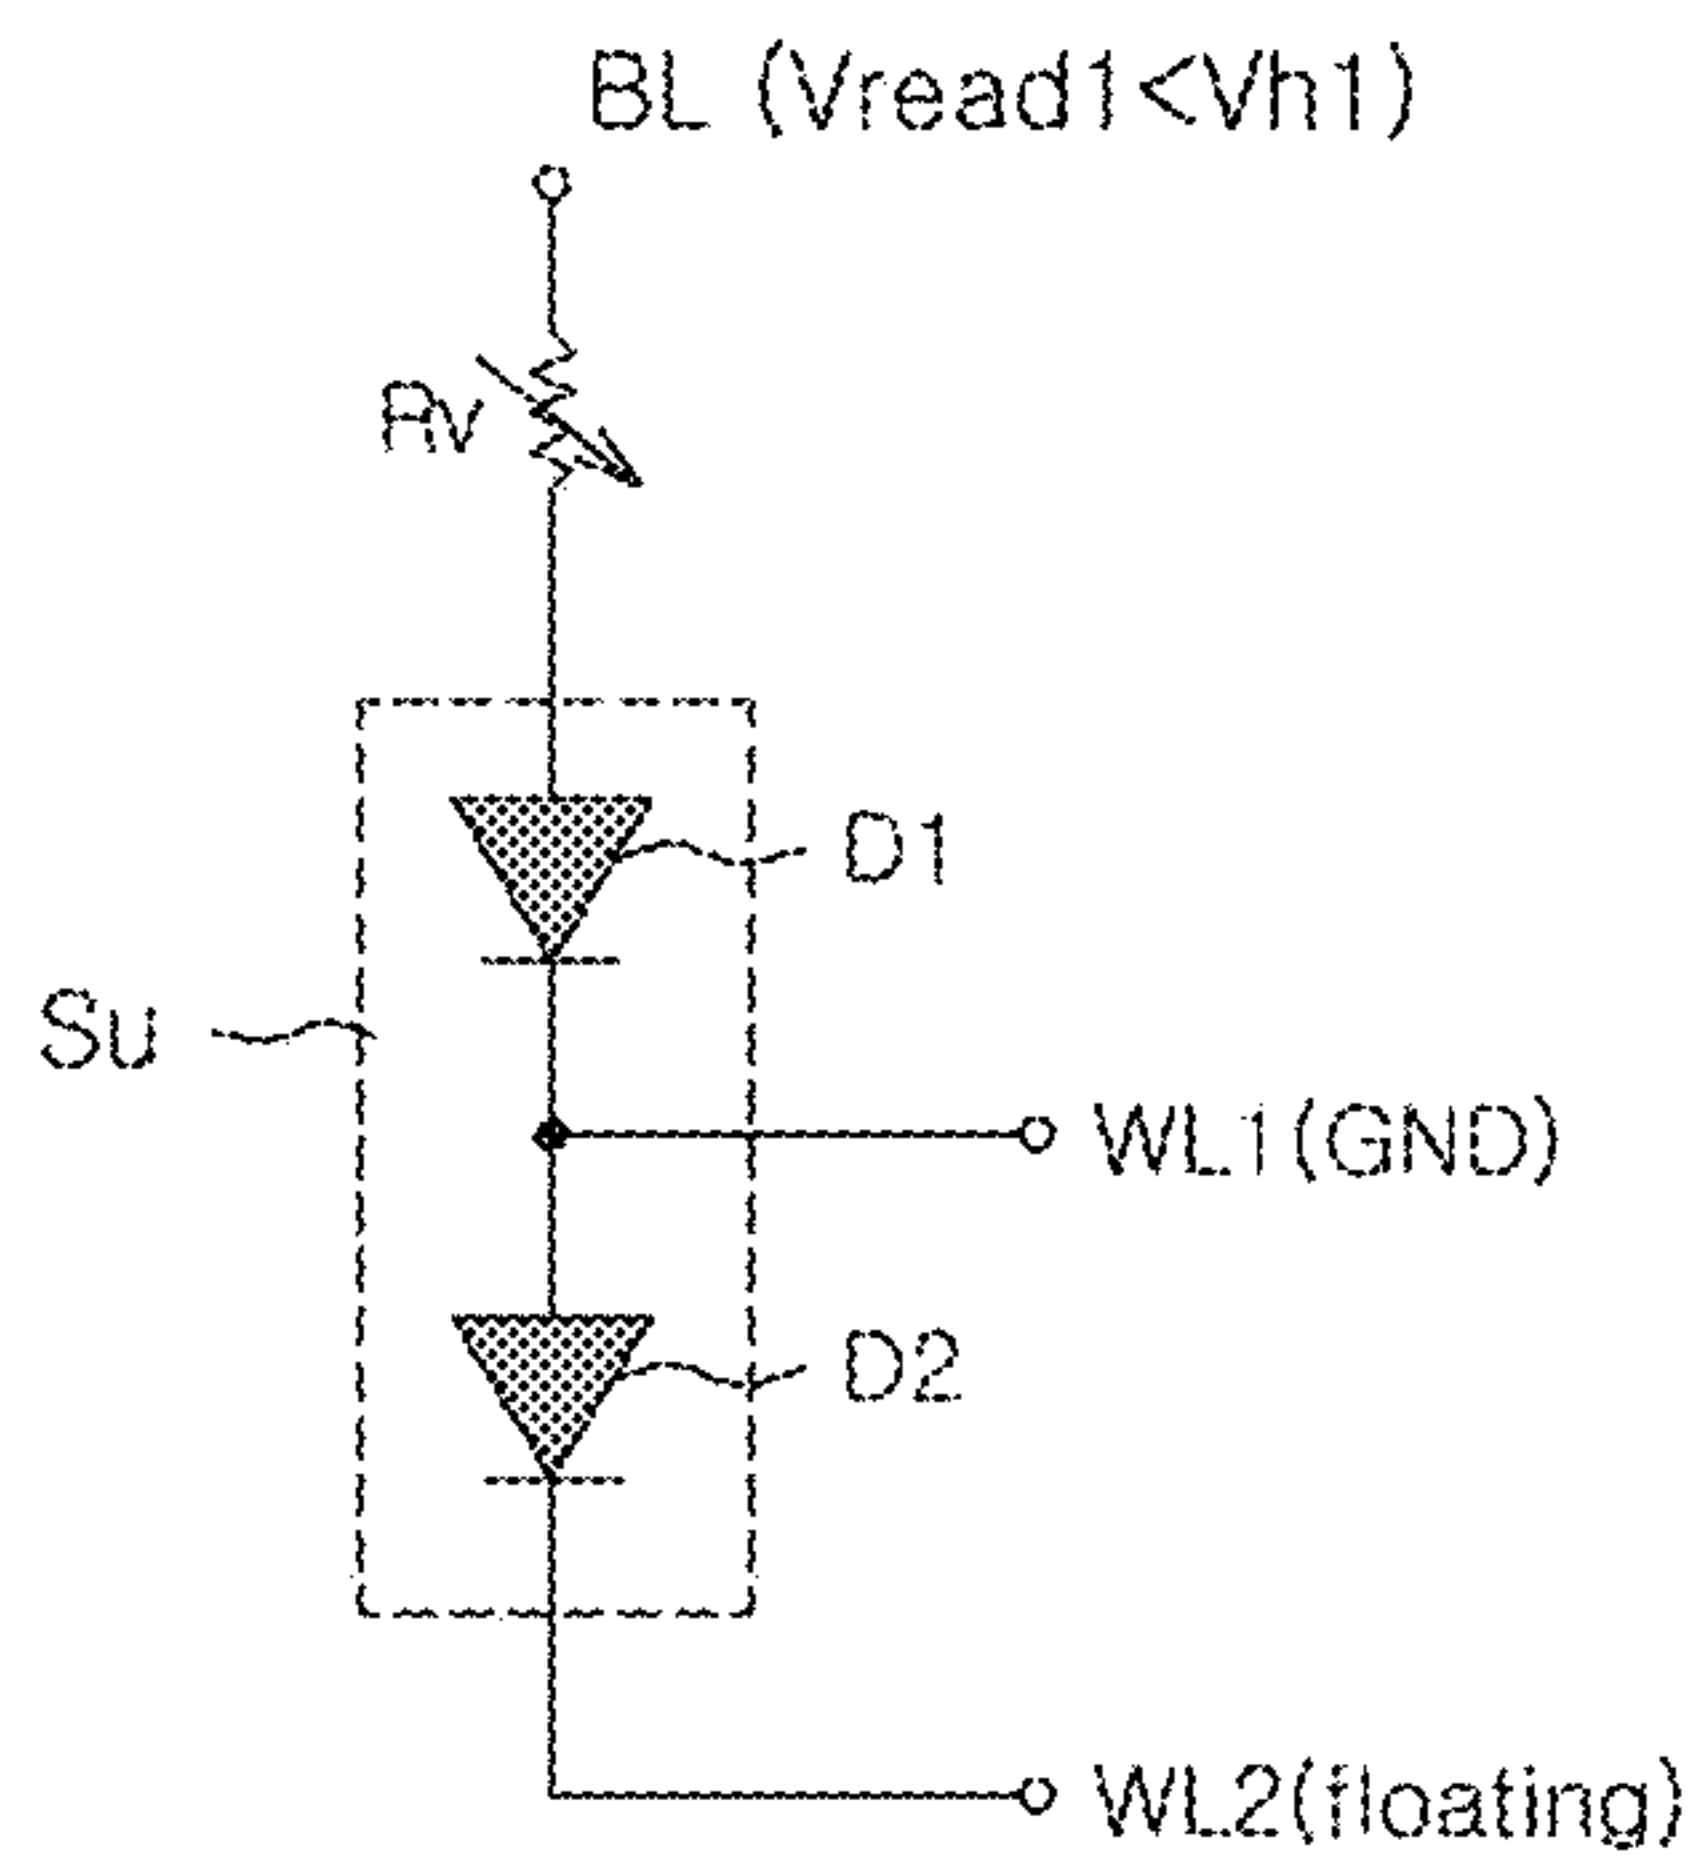 BL (Vread1<Vh1)
Rv
D1
Su
WL1(GND)
D2
WL2(floating)